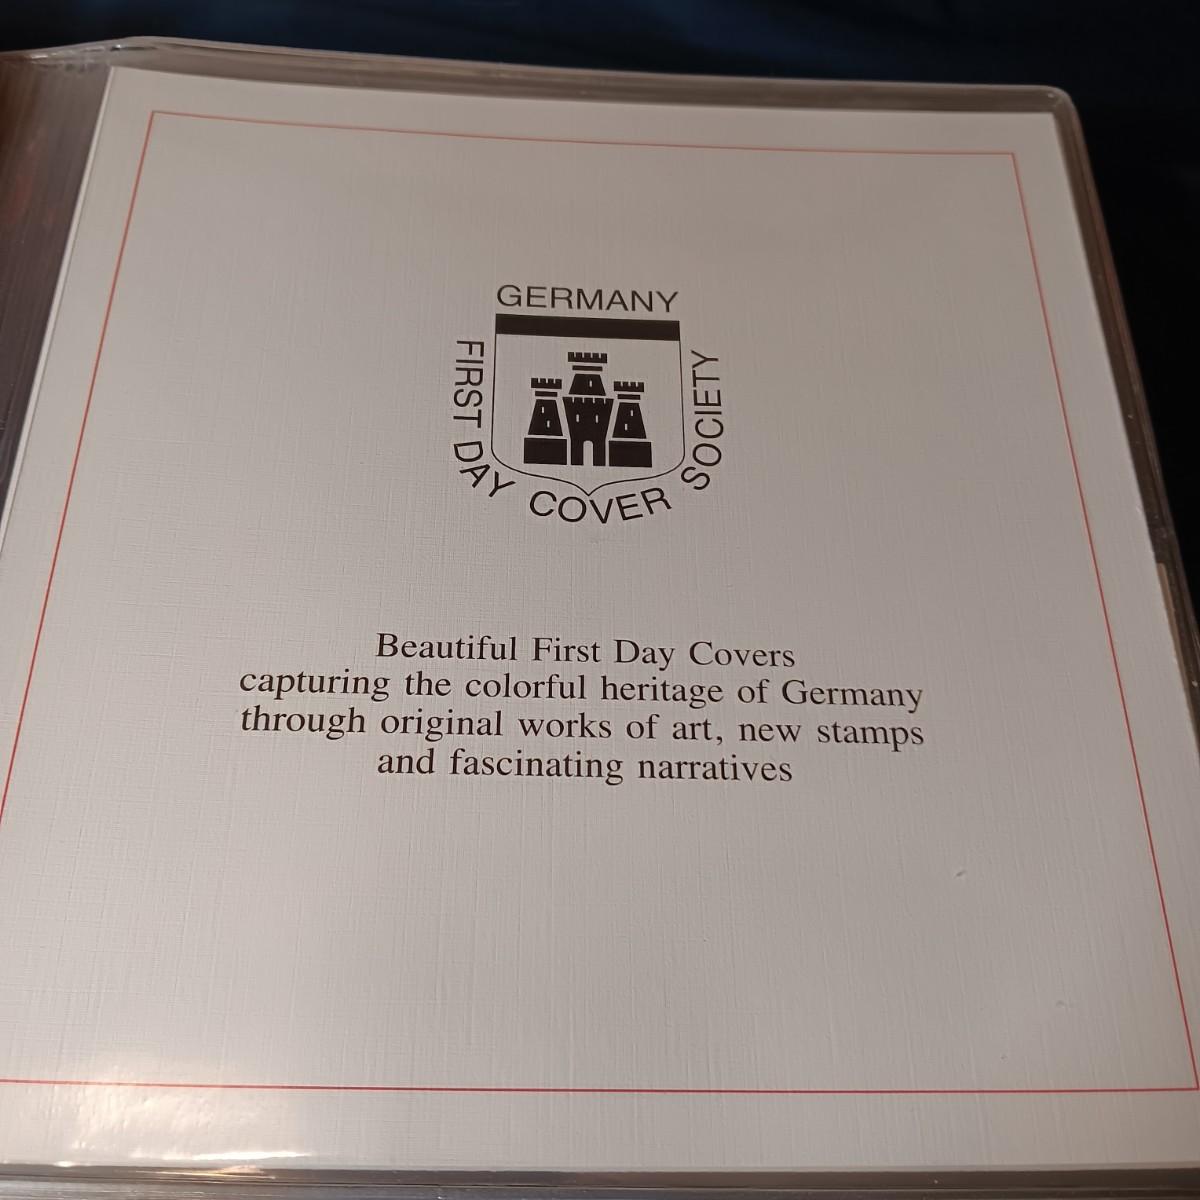 GERMANY
FIRST DAY COVER SOCIETY
Beautiful First Day Covers
capturing the colorful heritage of Germany
through original works of art, new stamps
and fascinating narratives